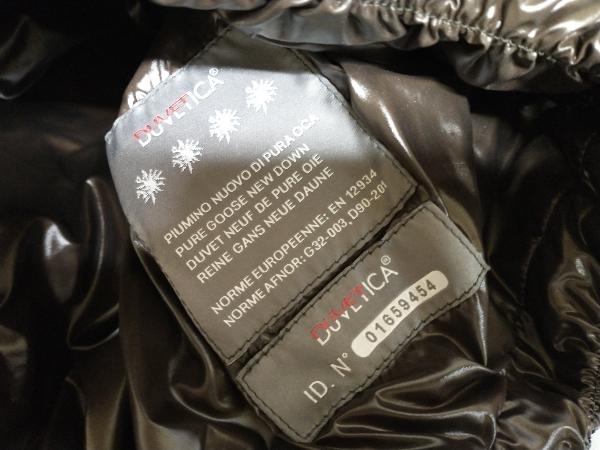 DUVETICA®
PIUMINO NUOVO DI PURA OCA
PURE GOOSE NEW DOWN
DUVET NEUF DE PURE OIE
REINE GANS NEUE DAUNE
NORME EUROPEENNE: EN 12934
NORME AFNOR: G32-003, D90-201
DUVETICA®
ID. N° 01659454